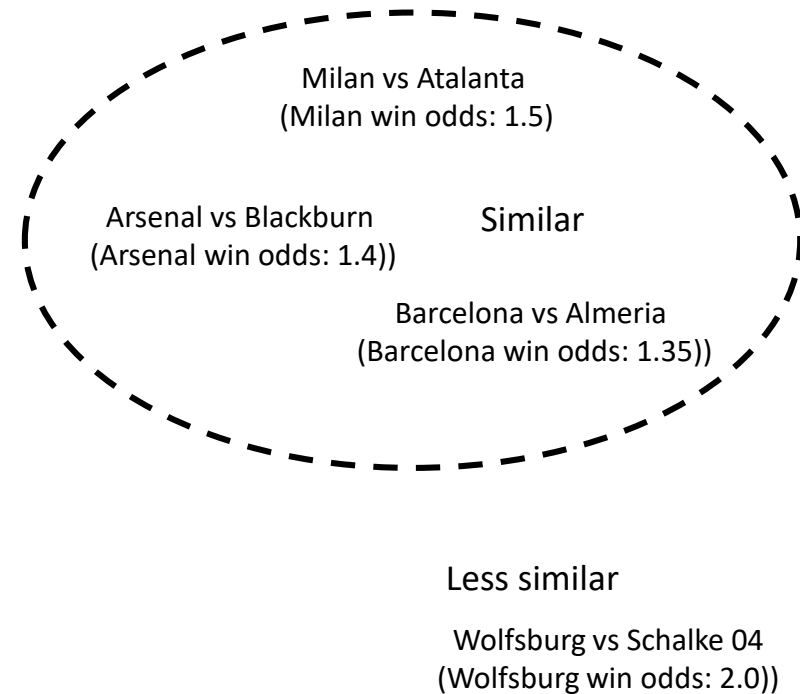 Milan vs Atalanta
(Milan win odds: 1.5)
Arsenal vs Blackburn
(Arsenal win odds: 1.4))
Similar
Barcelona vs Almeria
(Barcelona win odds: 1.35))
Less similar
Wolfsburg vs Schalke 04
(Wolfsburg win odds: 2.0))